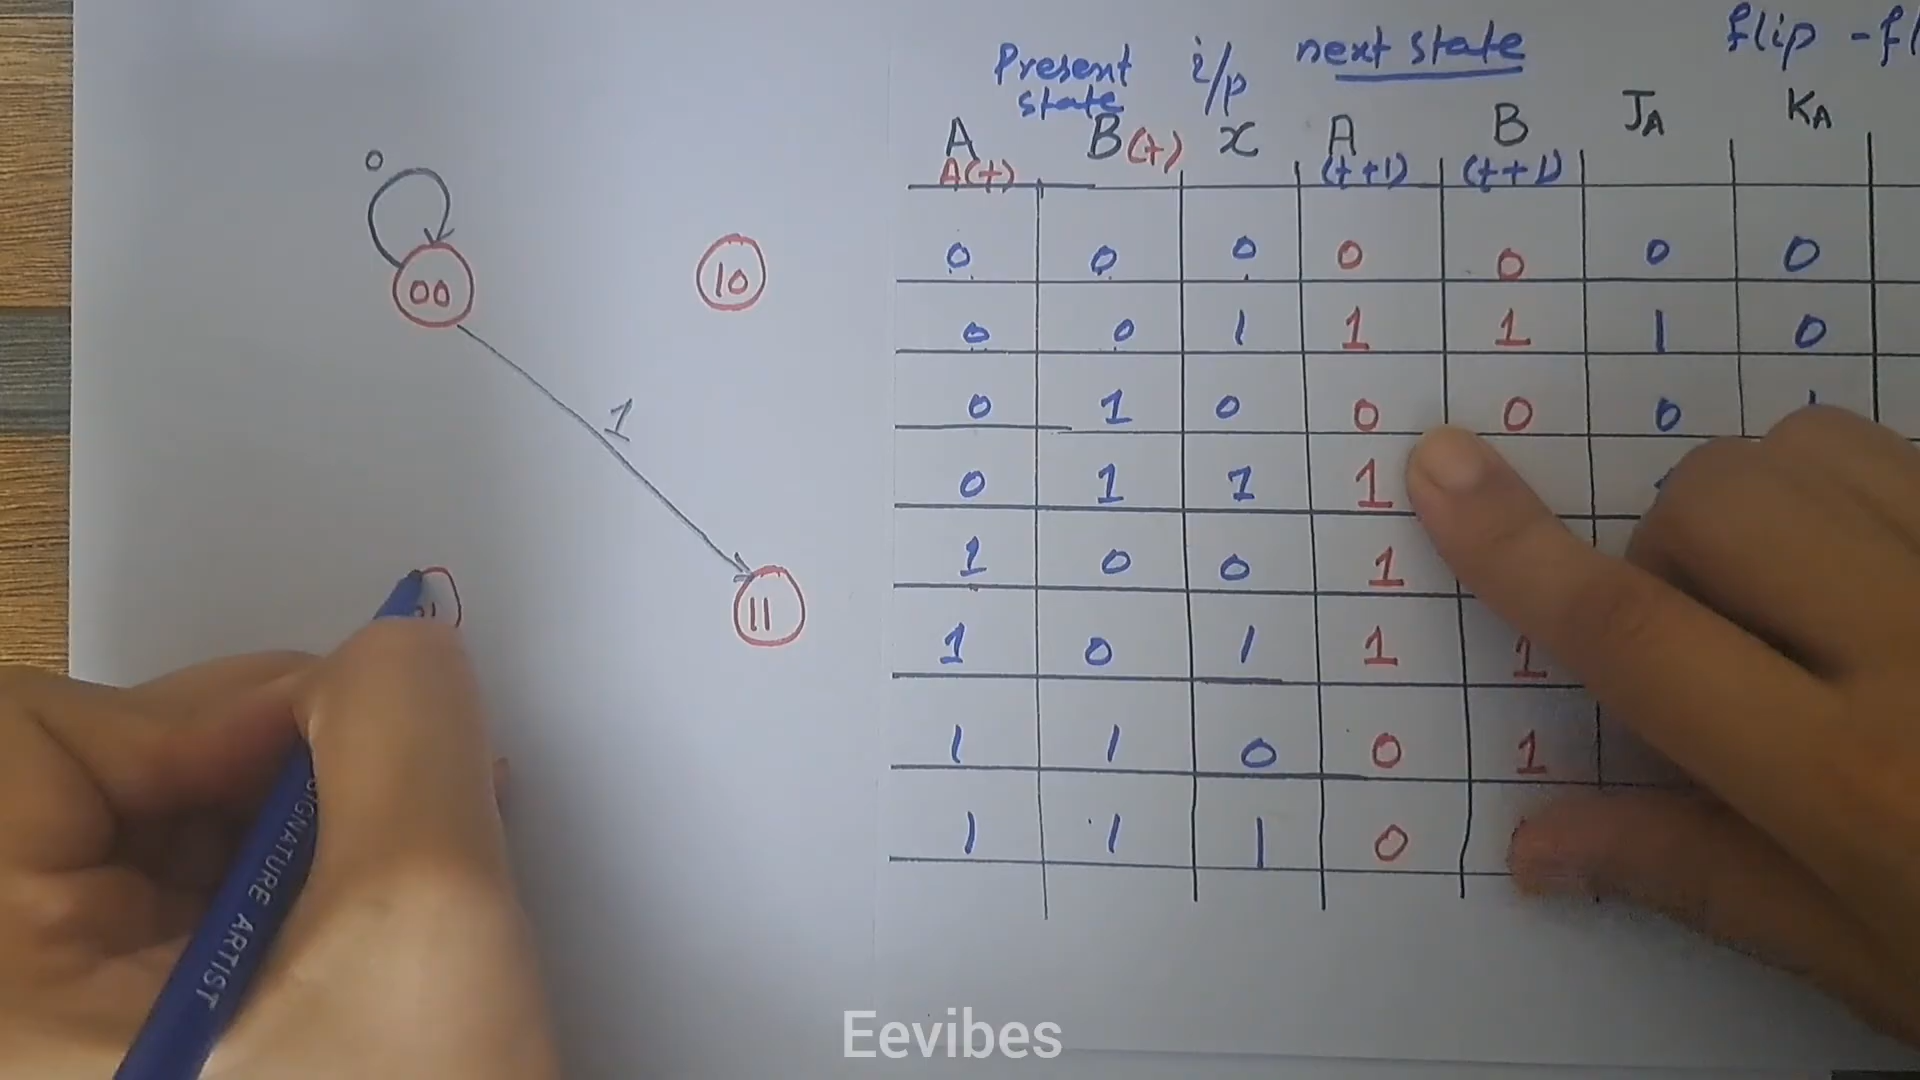 Present state i/p next state flip-fl
A B(t) x A B JA KA
A(t) (t+1) (t+1)
0 0 0 0 0 0 0
0 0 1 1 1 1 0
0 1 0 0 0 0
0 1 1 1
1 0 0 1
1 0 1 1 1
1 1 0 0 1
1 1 1 0
0
00
10
1
11
SIGNATURE ARTIST
Eevibes